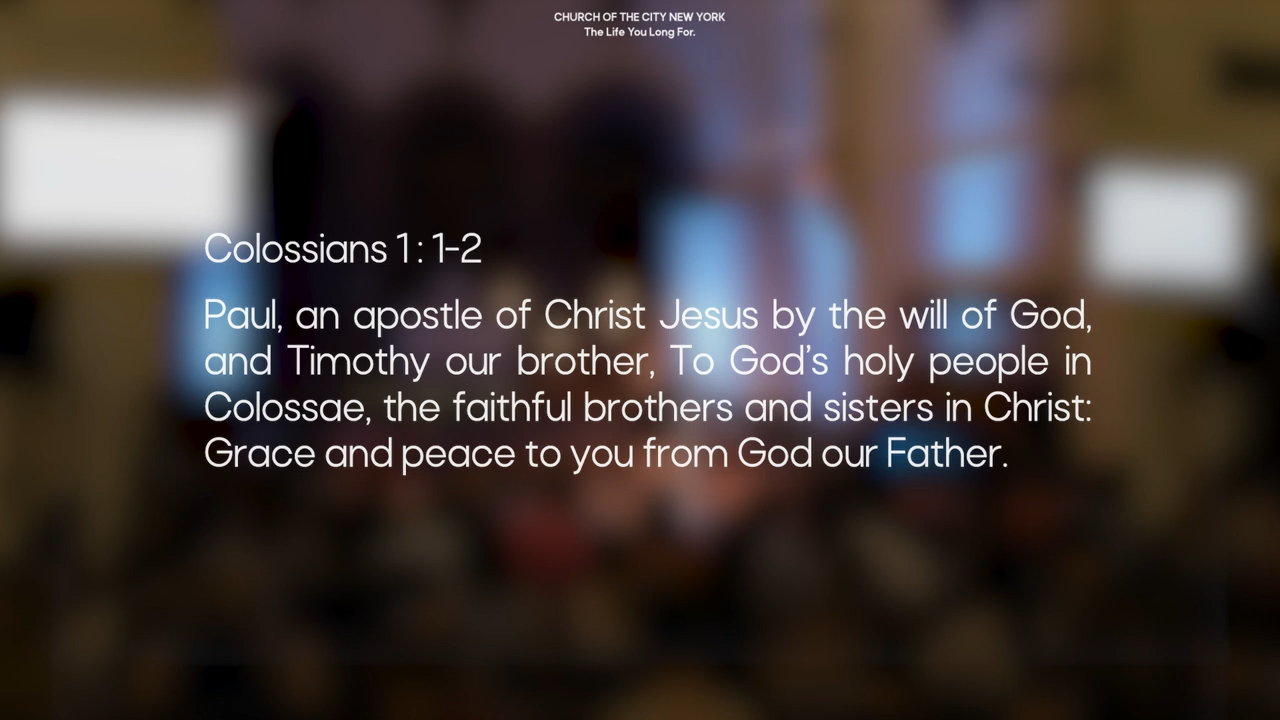 CHURCH OF THE CITY NEW YORK
The Life You Long For.
Colossians 1 : 1-2
Paul, an apostle of Christ Jesus by the will of God,
and Timothy our brother, To God’s holy people in
Colossae, the faithful brothers and sisters in Christ:
Grace and peace to you from God our Father.